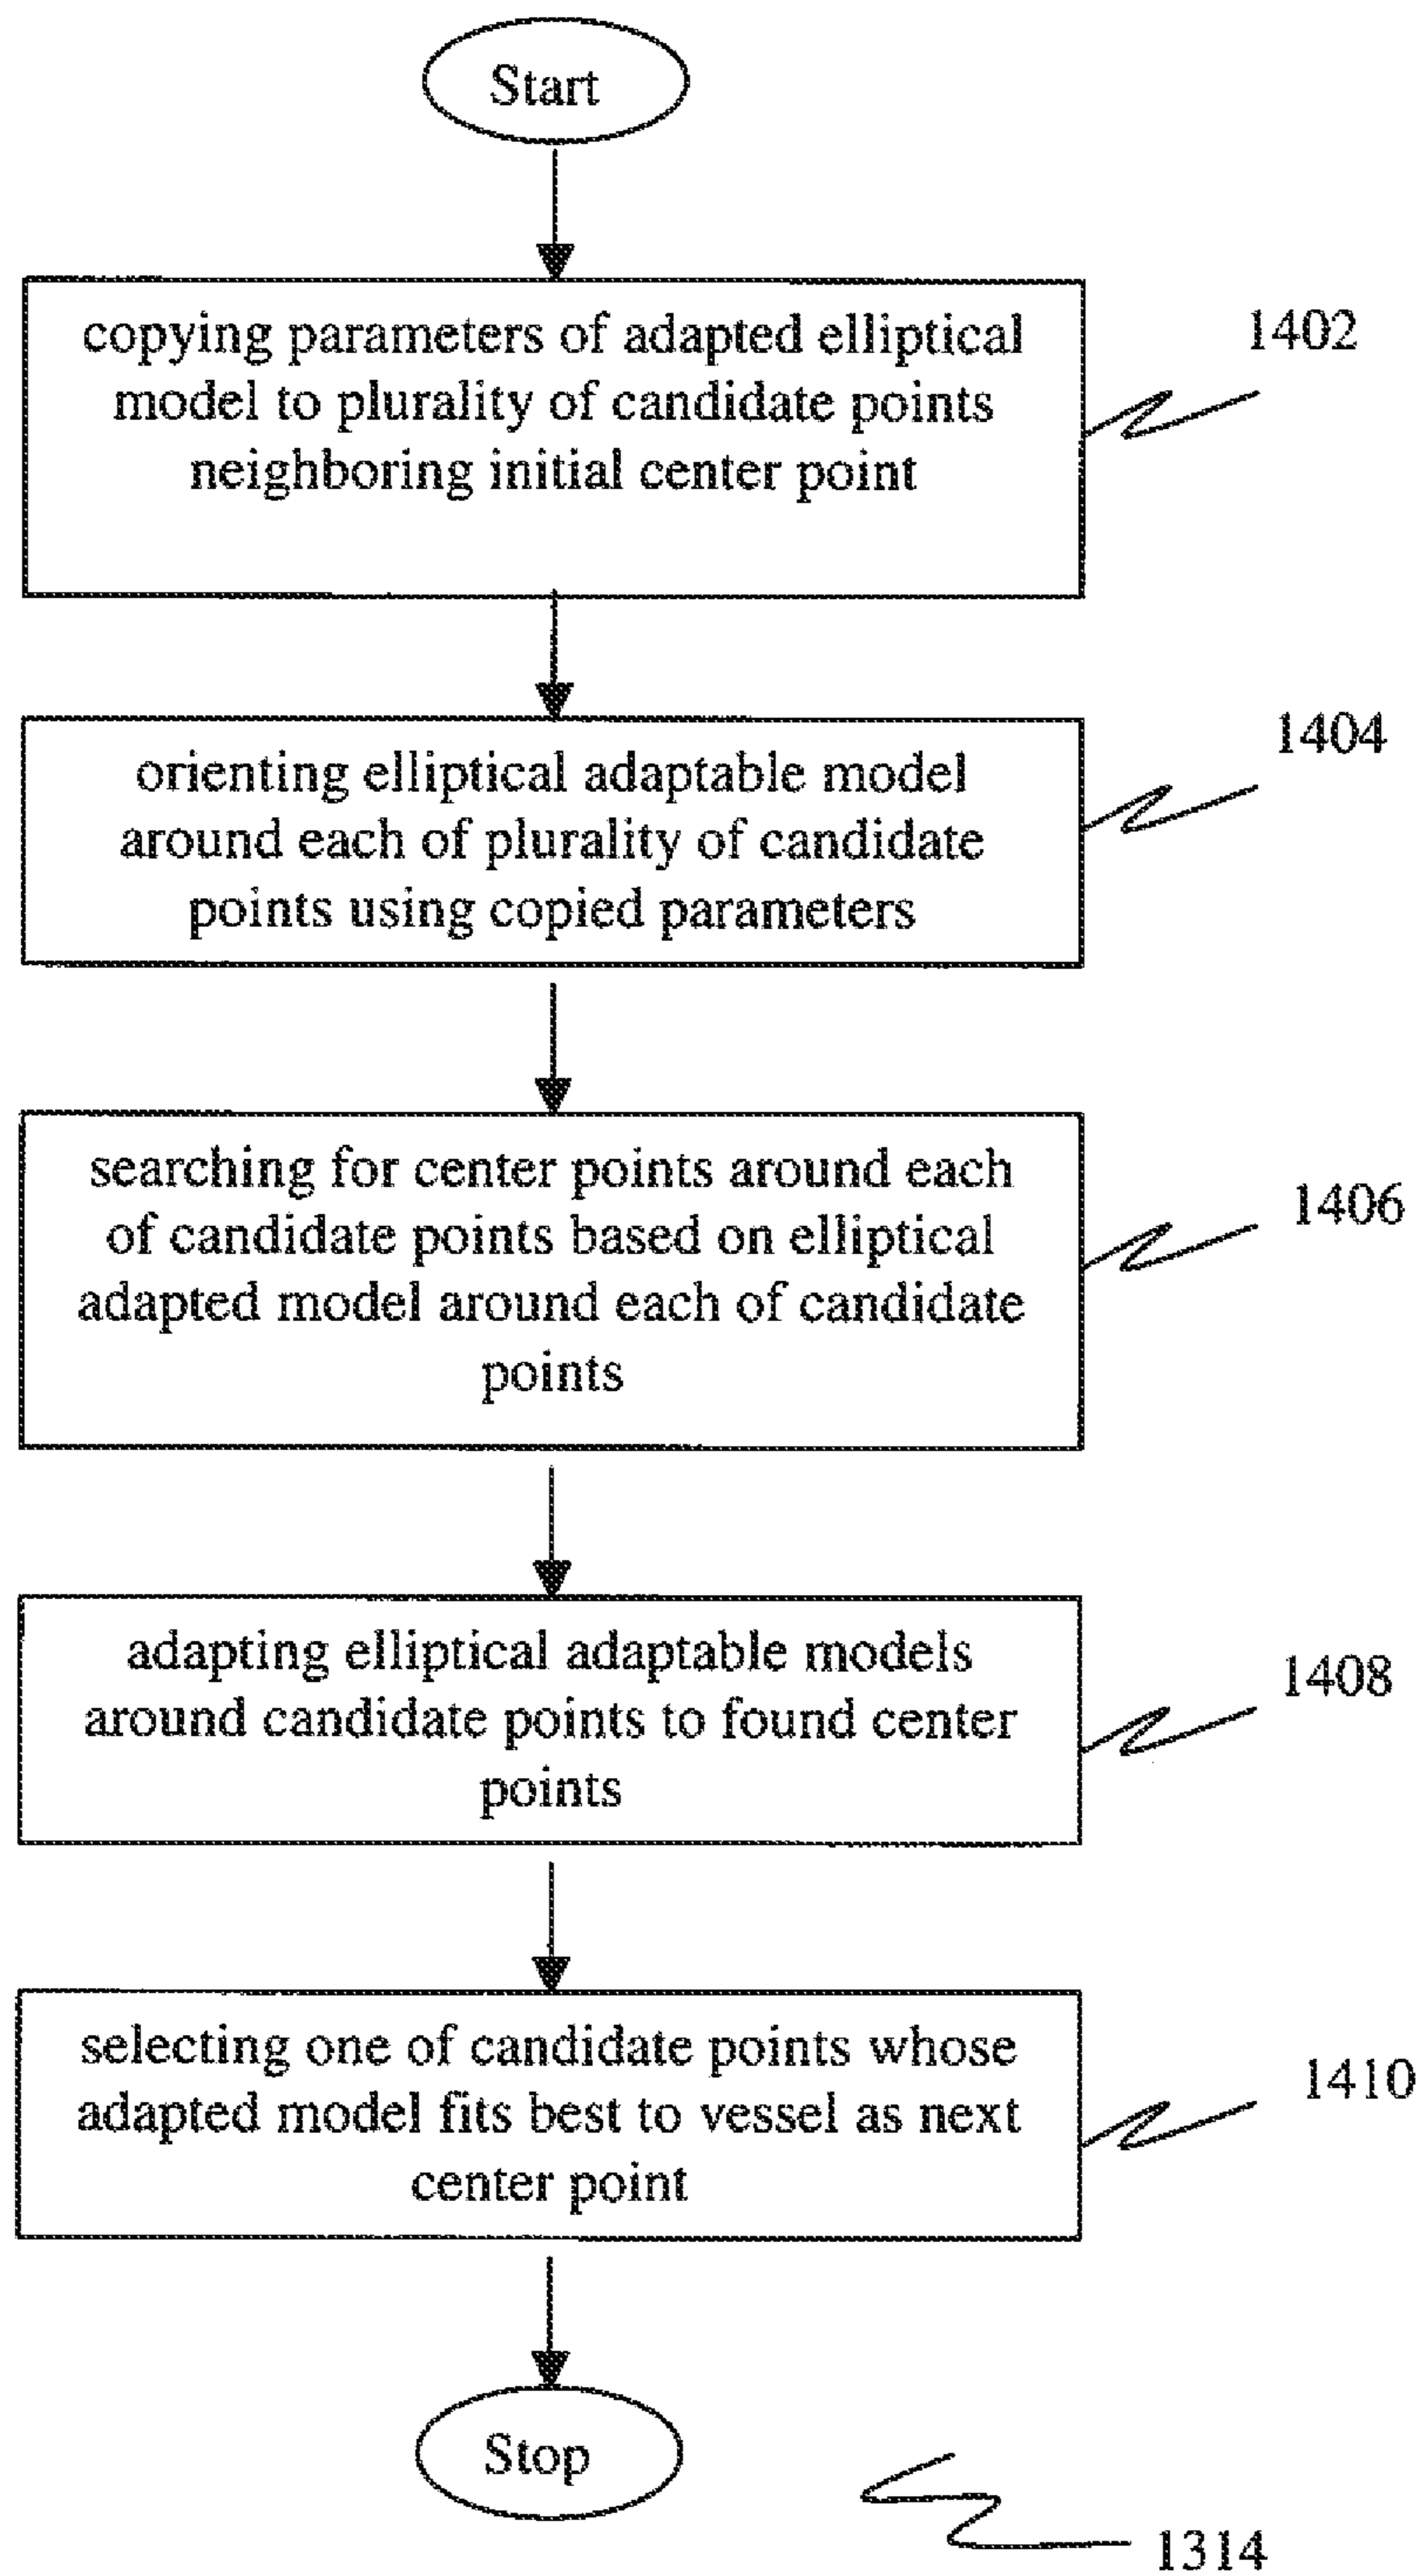 Start
copying parameters of adapted elliptical
model to plurality of candidate points
neighboring initial center point
1402
orienting elliptical adaptable model
around each of plurality of candidate
points using copied parameters
1404
searching for center points around each
of candidate points based on elliptical
adapted model around each of candidate
points
1406
adapting elliptical adaptable models
around candidate points to found center
points
1408
selecting one of candidate points whose
adapted model fits best to vessel as next
center point
1410
Stop
1314